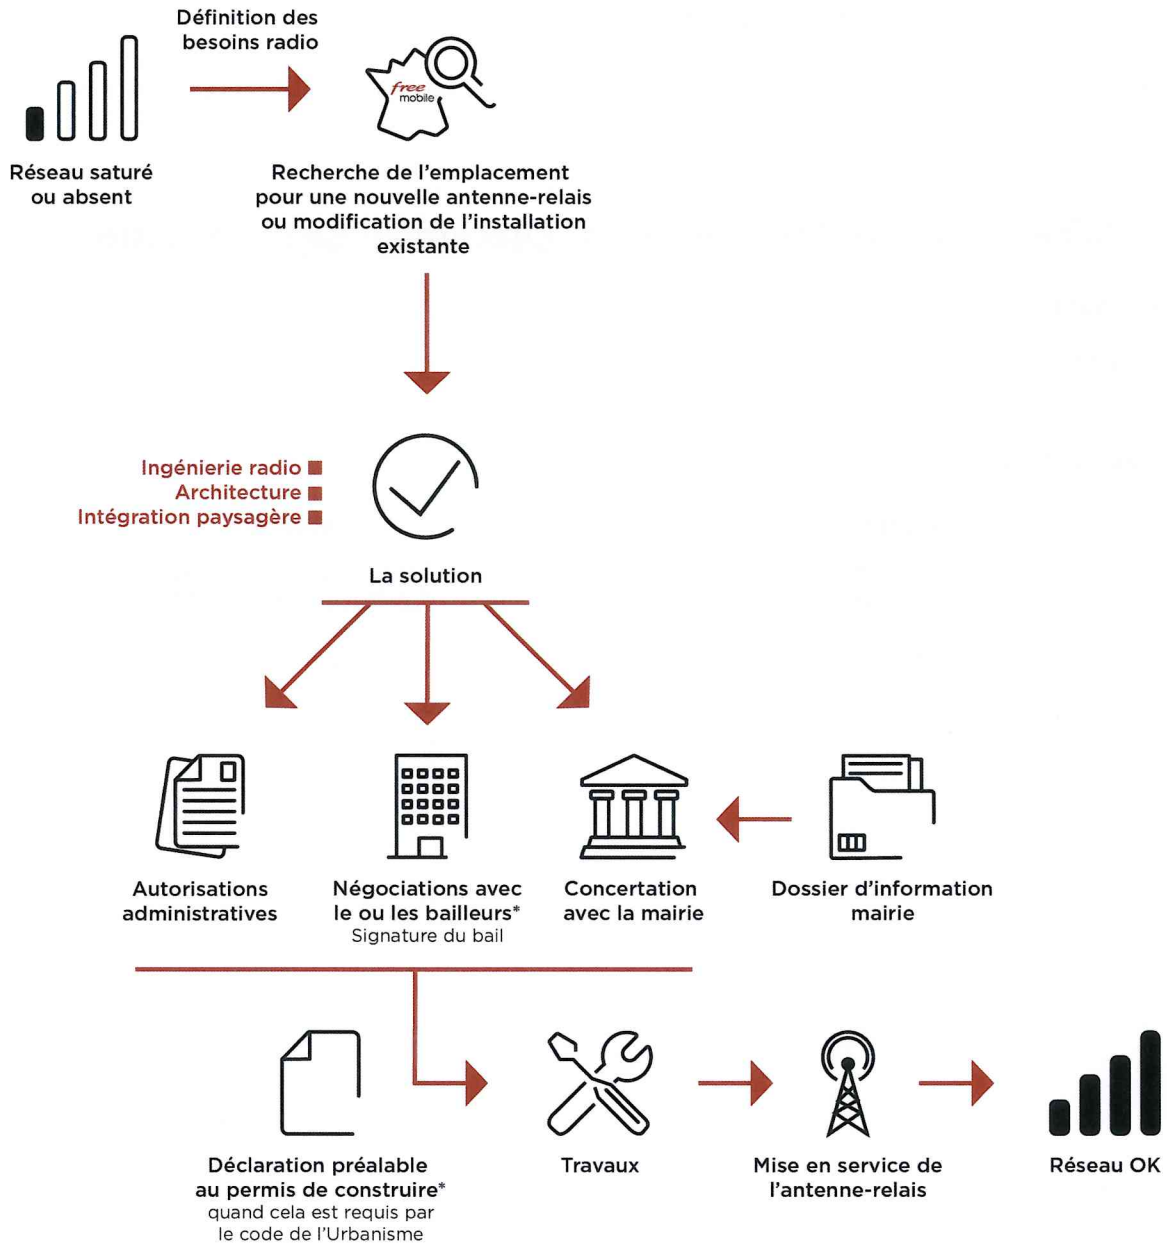 Définition des
besoins radio
free
mobile
Réseau saturé
ou absent
Recherche de l'emplacement
pour une nouvelle antenne-relais
ou modification de l'installation
existante
Ingénierie radio
Architecture
Intégration paysagère
La solution
Autorisations
administratives
Négociations avec
le ou les bailleurs*
Signature du bail
Concertation
avec la mairie
Dossier d'information
mairie
Déclaration préalable
au permis de construire*
quand cela est requis par
le code de l'Urbanisme
Travaux
Mise en service de
l'antenne-relais
Réseau OK